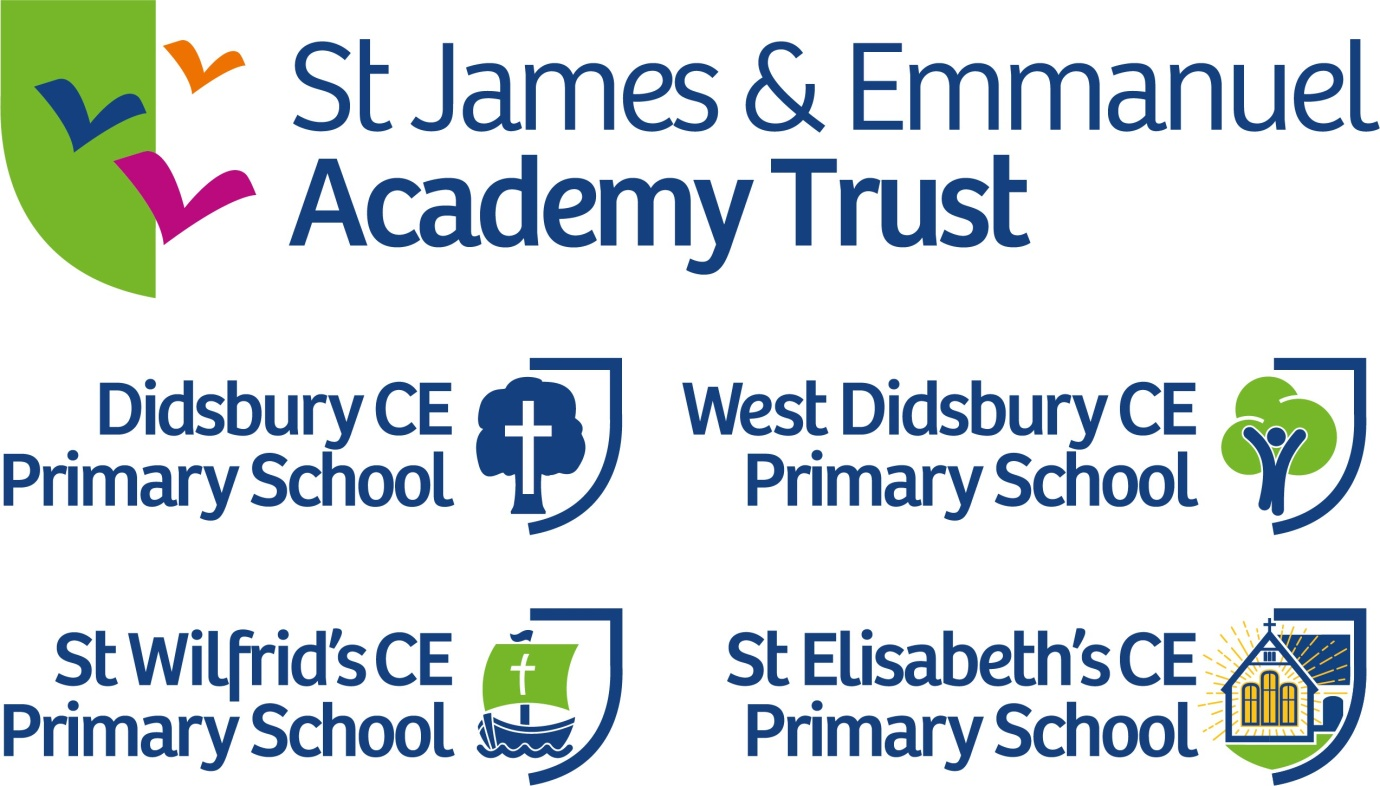 St James & Emmanuel
Academy Trust
Didsbury CE
Primary School
West Didsbury CE
Primary School
St Wilfrid's CE
Primary School
St Elisabeth's CE
Primary School